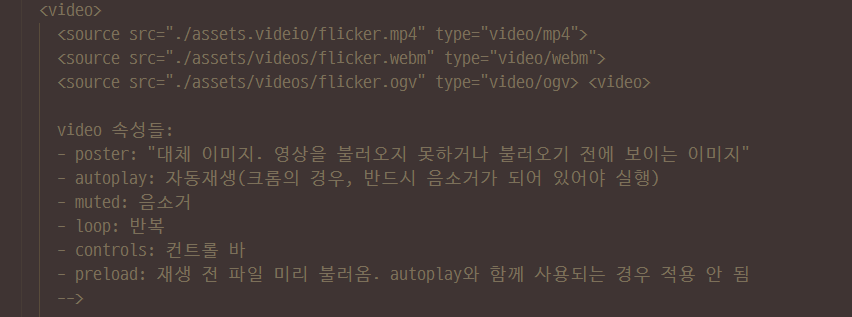 <video>
<source src="./assets.videio/flicker.mp4" type="video/mp4">
<source src="./assets/videos/flicker.webm" type="video/webm">
<source src="./assets/videos/flicker.ogv" type="video/ogv> <video>
video 속성들:
- poster: "대체 이미지. 영상을 불러오지 못하거나 불러오기 전에 보이는 이미지"
- autoplay: 자동재생(크롬의 경우, 반드시 음소거가 되어 있어야 실행)
- muted: 음소거
- loop: 반복
- controls: 컨트롤 바
- preload: 재생 전 파일 미리 불러옴. autoplay와 함께 사용되는 경우 적용 안 됨
-->